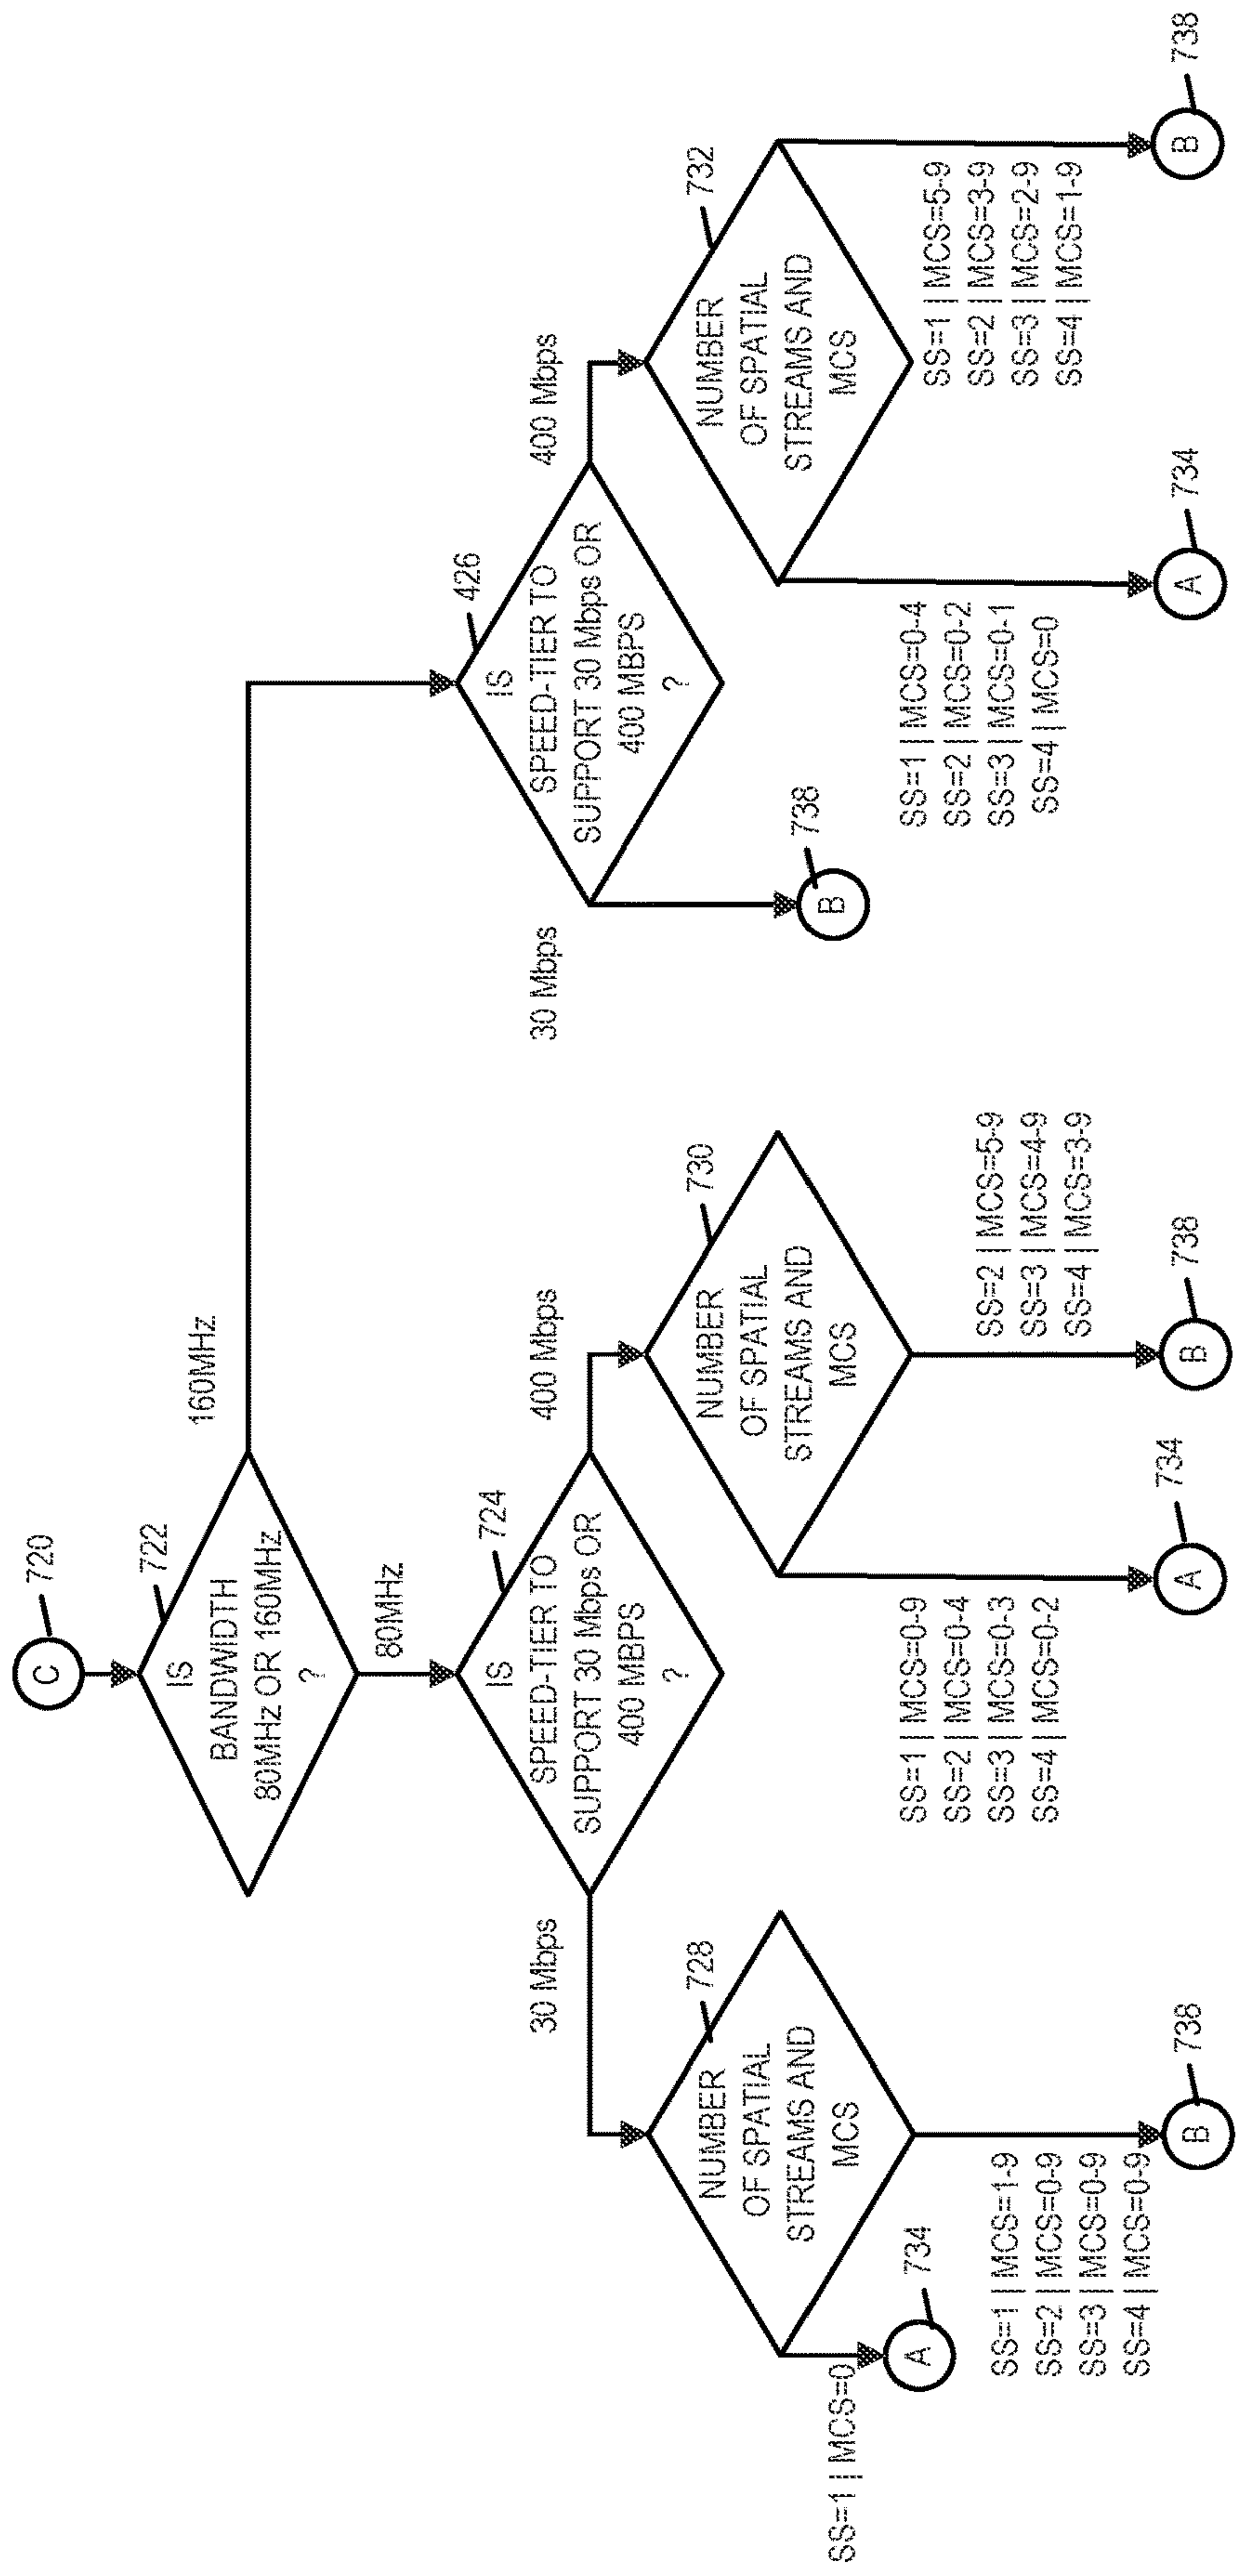 C
720
IS
BANDWIDTH
80MHz OR 160MHz
?
722
160MHz
80MHz
IS
SPEED-TIER TO
SUPPORT 30 Mbps OR
400 MBPS
?
724
30 Mbps
400 Mbps
IS
SPEED-TIER TO
SUPPORT 30 Mbps OR
400 MBPS
?
426
30 Mbps
400 Mbps
B
738
NUMBER
OF SPATIAL
STREAMS AND
MCS
728
SS=1 | MCS=0
A
734
SS=1 | MCS=1-9
SS=2 | MCS=0-9
SS=3 | MCS=0-9
SS=4 | MCS=0-9
B
738
NUMBER
OF SPATIAL
STREAMS AND
MCS
730
SS=1 | MCS=0-9
SS=2 | MCS=0-4
SS=3 | MCS=0-3
SS=4 | MCS=0-2
A
734
SS=2 | MCS=5-9
SS=3 | MCS=4-9
SS=4 | MCS=3-9
B
738
NUMBER
OF SPATIAL
STREAMS AND
MCS
732
SS=1 | MCS=0-4
SS=2 | MCS=0-2
SS=3 | MCS=0-1
SS=4 | MCS=0
A
734
SS=1 | MCS=5-9
SS=2 | MCS=3-9
SS=3 | MCS=2-9
SS=4 | MCS=1-9
B
738